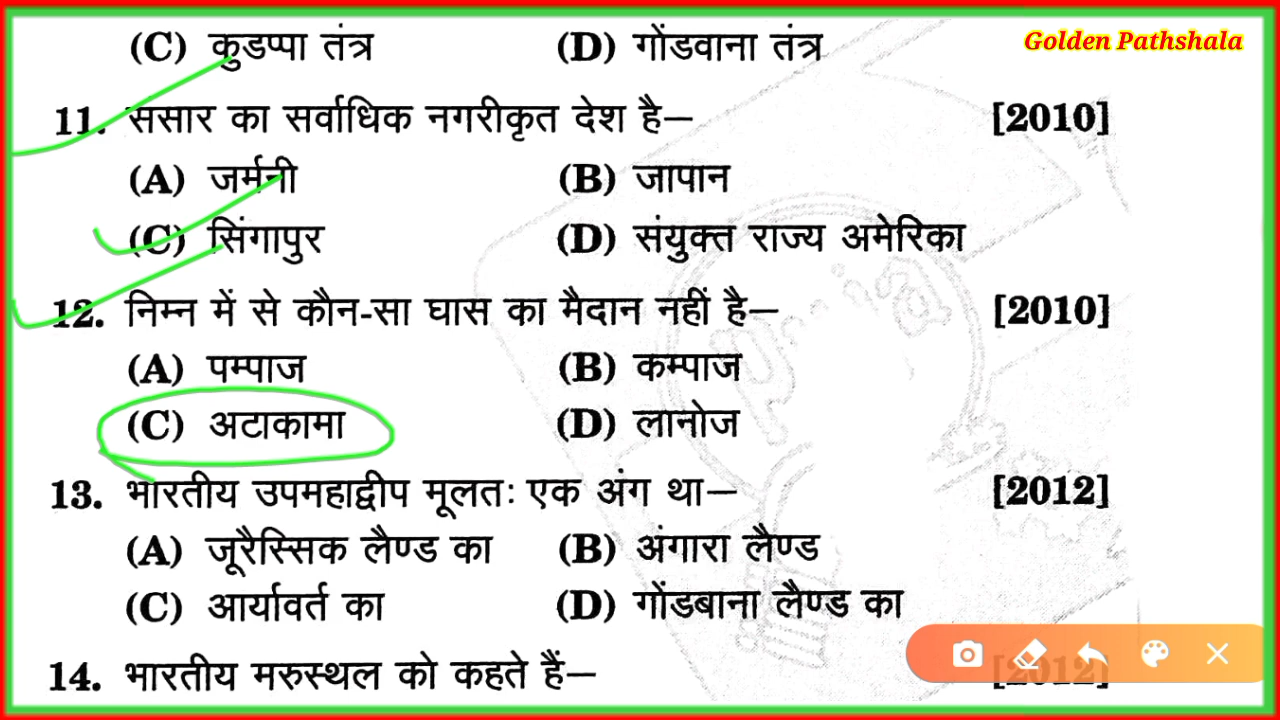 Golden Pathshala
(C) कुडप्पा तंत्र (D) गोंडवाना तंत्र
11. ससार का सर्वाधिक नगरीकृत देश है– [2010]
(A) जर्मनी (B) जापान
(C) सिंगापुर (D) संयुक्त राज्य अमेरिका
12. निम्न में से कौन-सा घास का मैदान नहीं है– [2010]
(A) पम्पाज (B) कम्पाज
(C) अटाकामा (D) लानोज
13. भारतीय उपमहाद्वीप मूलतः एक अंग था– [2012]
(A) जूरैस्सिक लैण्ड का (B) अंगारा लैण्ड
(C) आर्यावर्त का (D) गोंडबाना लैण्ड का
14. भारतीय मरुस्थल को कहते हैं– [2012]